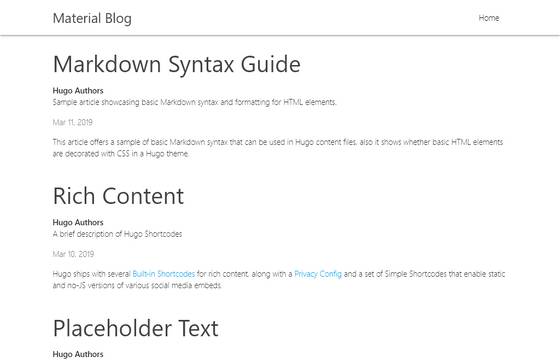 Material Blog
Home
Markdown Syntax Guide
Hugo Authors
Sample article showcasing basic Markdown syntax and formatting for HTML elements.
Mar 11, 2019
This article offers a sample of basic Markdown syntax that can be used in Hugo content files, also it shows whether basic HTML elements
are decorated with CSS in a Hugo theme.
Rich Content
Hugo Authors
A brief description of Hugo Shortcodes
Mar 10, 2019
Hugo ships with several Built-in Shortcodes for rich content, along with a Privacy Config and a set of Simple Shortcodes that enable static
and no-JS versions of various social media embeds.
Placeholder Text
Hugo Authors